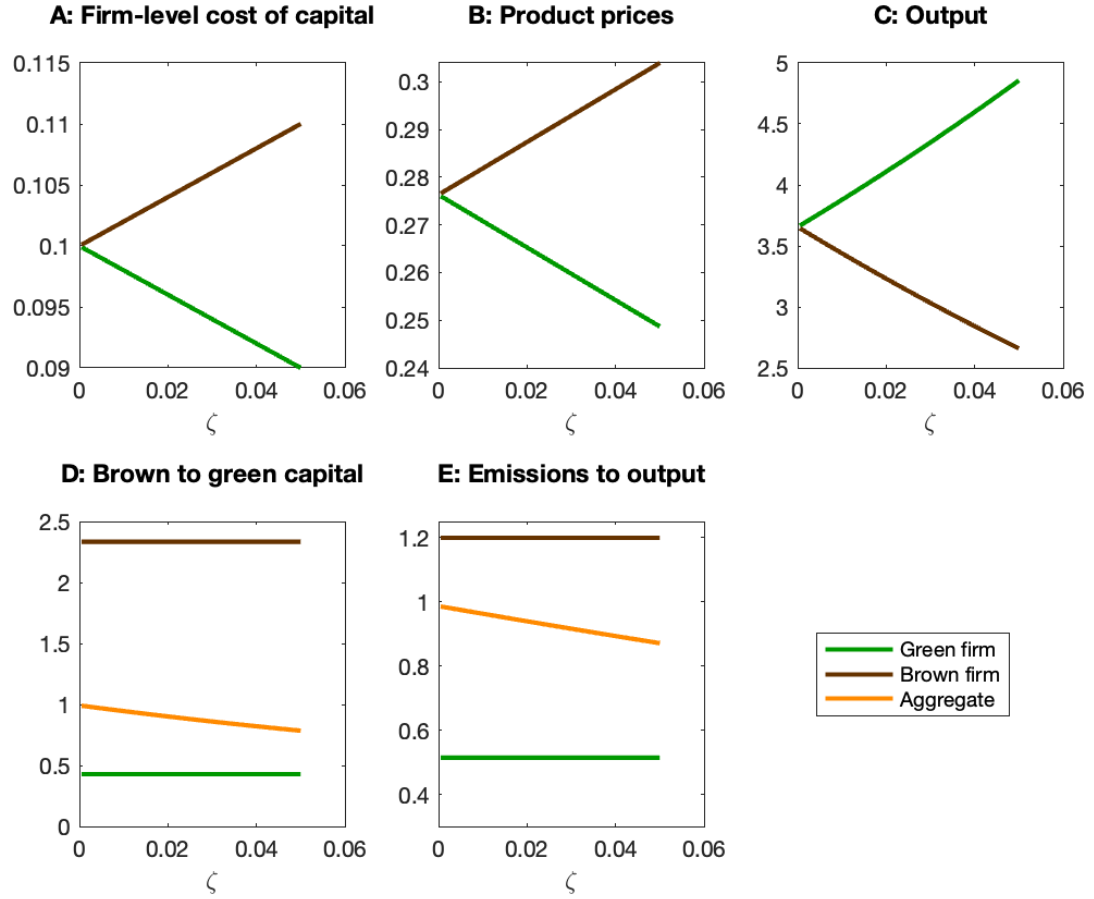 A: Firm-level cost of capital
0.115
0.11
0.105
0.1
0.095
0.09
0 0.02 0.04 0.06
ζ
B: Product prices
0.3
0.29
0.28
0.27
0.26
0.25
0.24
0 0.02 0.04 0.06
ζ
C: Output
5
4.5
4
3.5
3
2.5
0 0.02 0.04 0.06
ζ
D: Brown to green capital
2.5
2
1.5
1
0.5
0
0 0.02 0.04 0.06
ζ
E: Emissions to output
1.2
1
0.8
0.6
0.4
0 0.02 0.04 0.06
ζ
Green firm
Brown firm
Aggregate